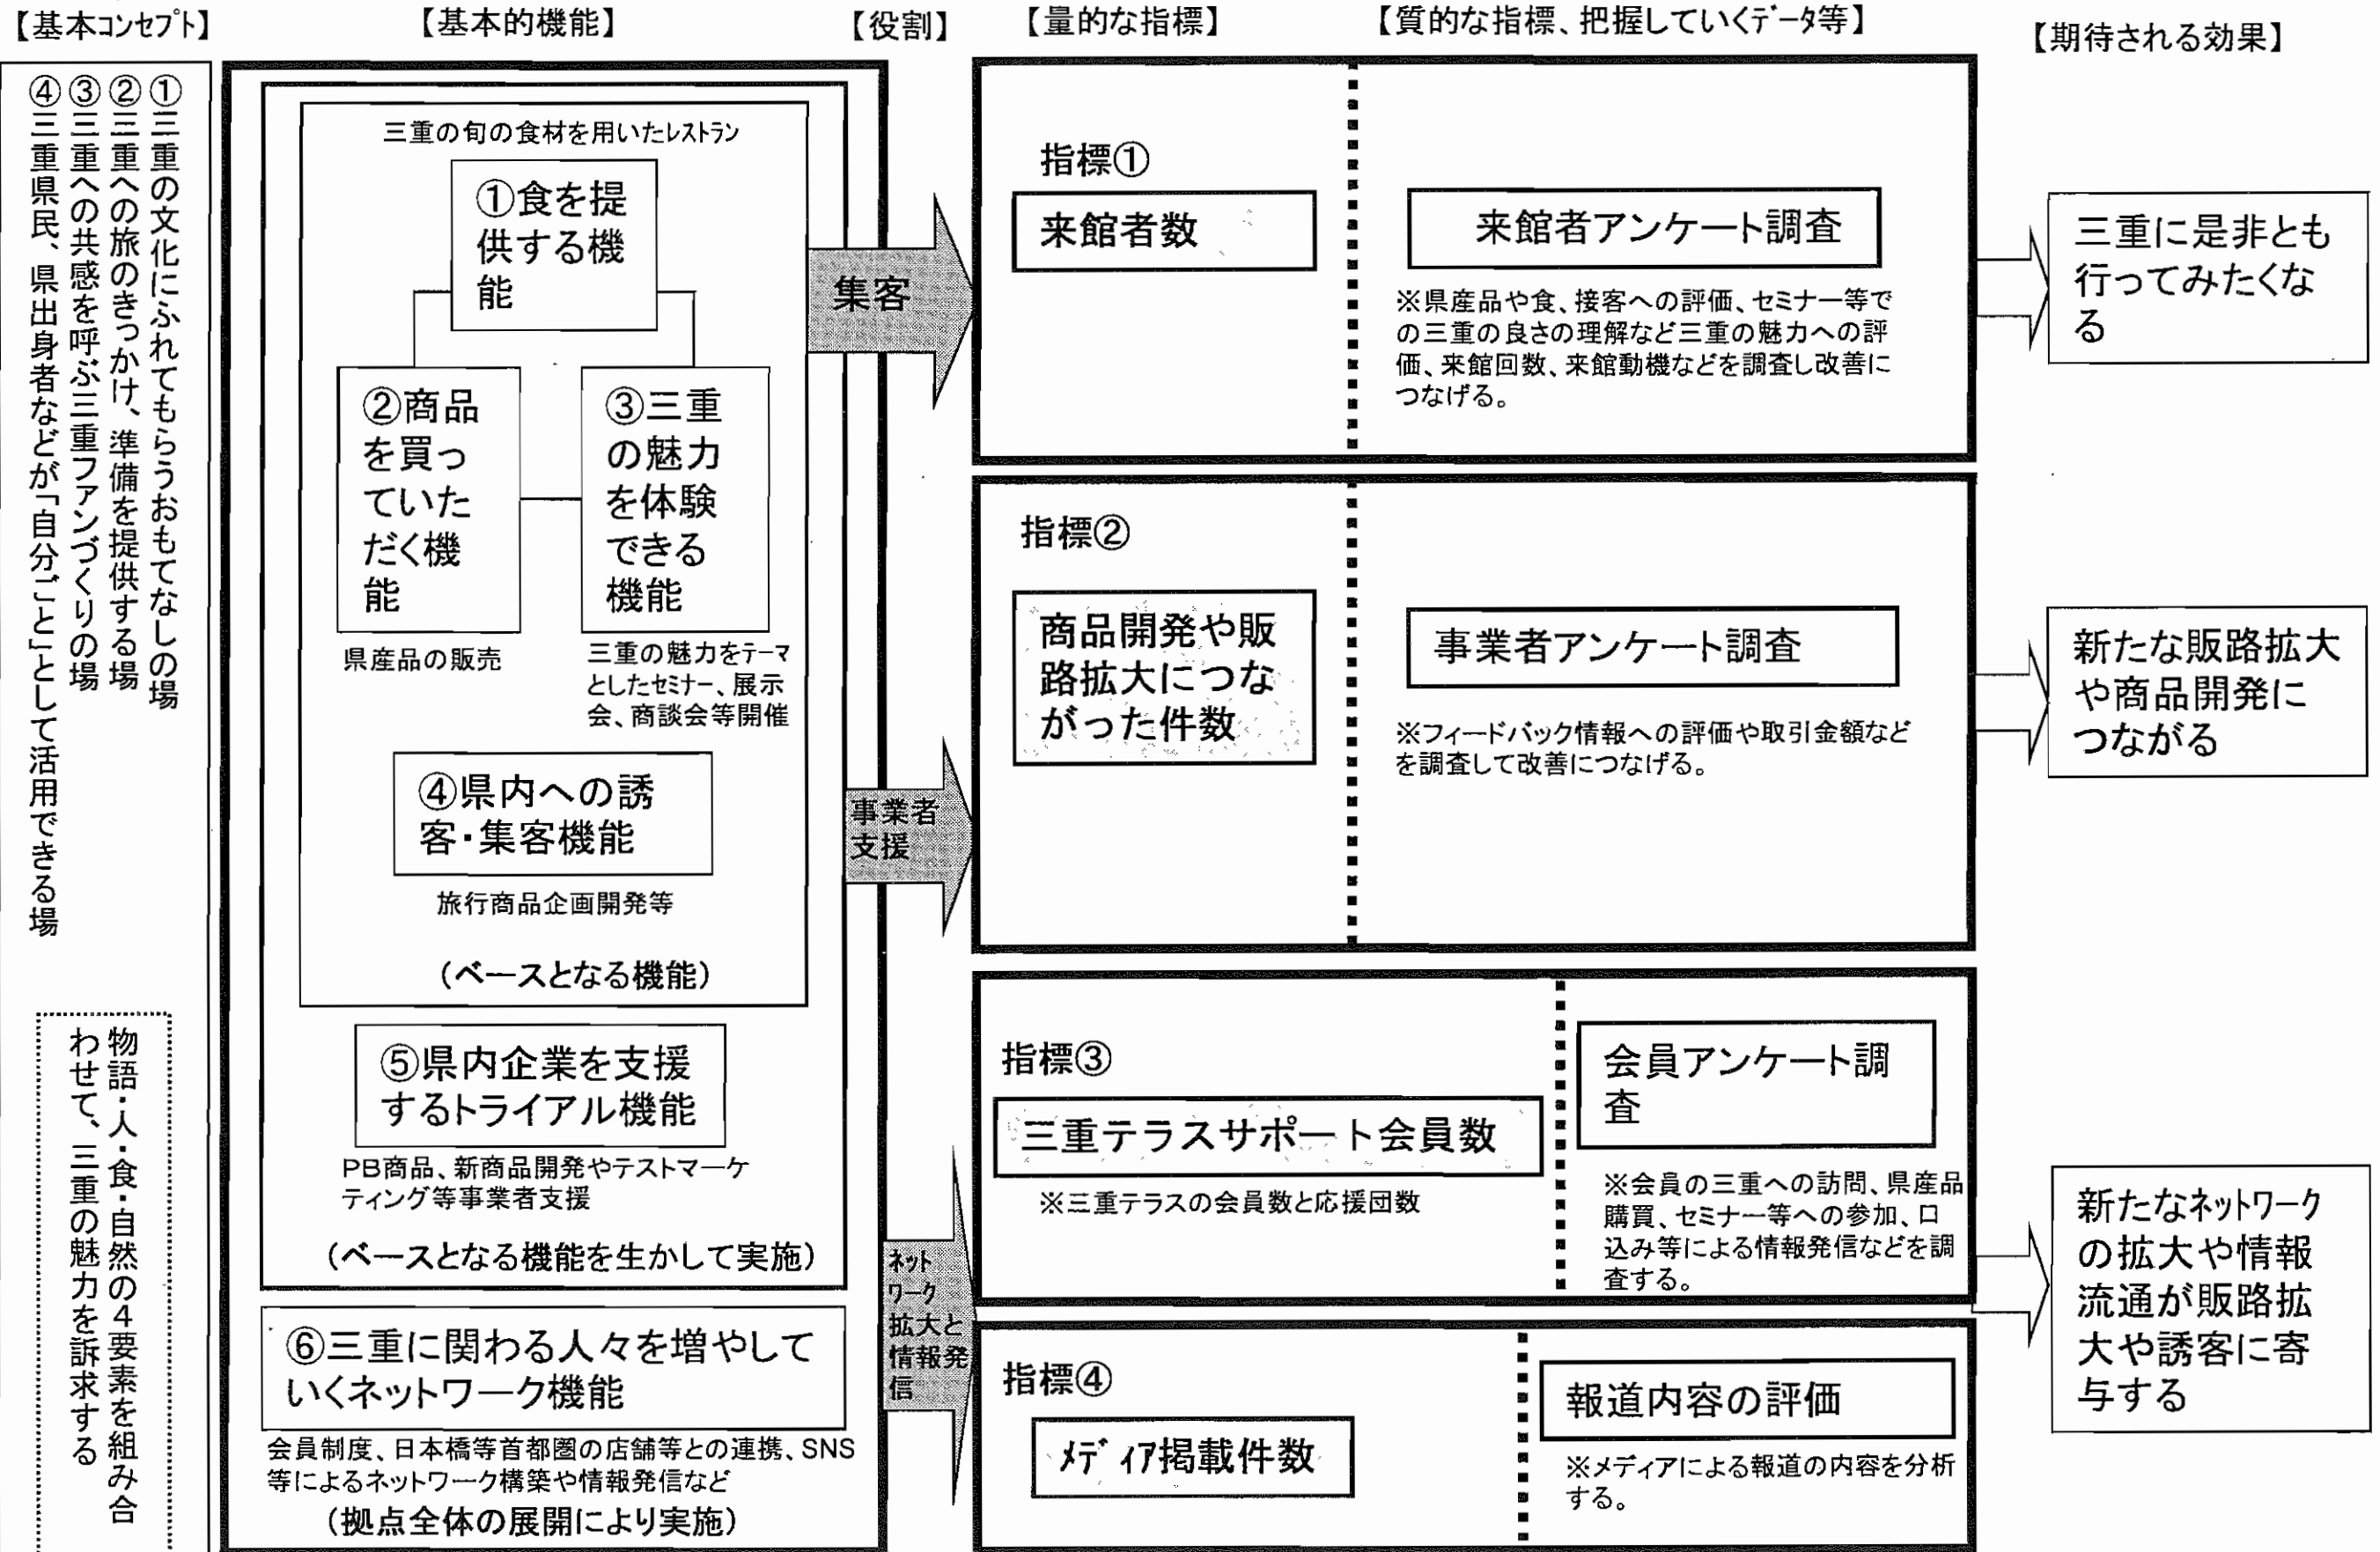 【基本コンセプト】
【基本的機能】
【役割】
【量的な指標】
【質的な指標、把握していくデータ等】
【期待される効果】
①三重の文化にふれてもらうおもてなしの場
②三重への旅のきっかけ、準備を提供する場
③三重への共感を呼ぶ三重ファンづくりの場
④三重県民、県出身者などが「自分ごと」として活用できる場
物語・人・食・自然の4要素を組み合
わせて、三重の魅力を訴求する
三重の旬の食材を用いたレストラン
①食を提
供する機
能
②商品
を買っ
ていた
だく機
能
県産品の販売
③三重
の魅力
を体験
できる
機能
三重の魅力をテーマ
としたセミナー、展示
会、商談会等開催
④県内への誘
客・集客機能
旅行商品企画開発等
（ベースとなる機能）
⑤県内企業を支援
するトライアル機能
PB商品、新商品開発やテストマーケ
ティング等事業者支援
（ベースとなる機能を生かして実施）
⑥三重に関わる人々を増やして
いくネットワーク機能
会員制度、日本橋等首都圏の店舗等との連携、SNS
等によるネットワーク構築や情報発信など
（拠点全体の展開により実施）
集客
事業者
支援
ネット
ワーク
拡大と
情報発
信
指標①
来館者数
来館者アンケート調査
※県産品や食、接客への評価、セミナー等で
の三重の良さの理解など三重の魅力への評
価、来館回数、来館動機などを調査し改善に
つなげる。
三重に是非とも
行ってみたくな
る
指標②
商品開発や販
路拡大につな
がった件数
事業者アンケート調査
※フィードバック情報への評価や取引金額など
を調査して改善につなげる。
新たな販路拡大
や商品開発に
つながる
指標③
三重テラスサポート会員数
※三重テラスの会員数と応援団数
会員アンケート調
査
※会員の三重への訪問、県産品
購買、セミナー等への参加、口
込み等による情報発信などを調
査する。
指標④
メディア掲載件数
報道内容の評価
※メディアによる報道の内容を分析
する。
新たなネットワーク
の拡大や情報
流通が販路拡
大や誘客に寄
与する